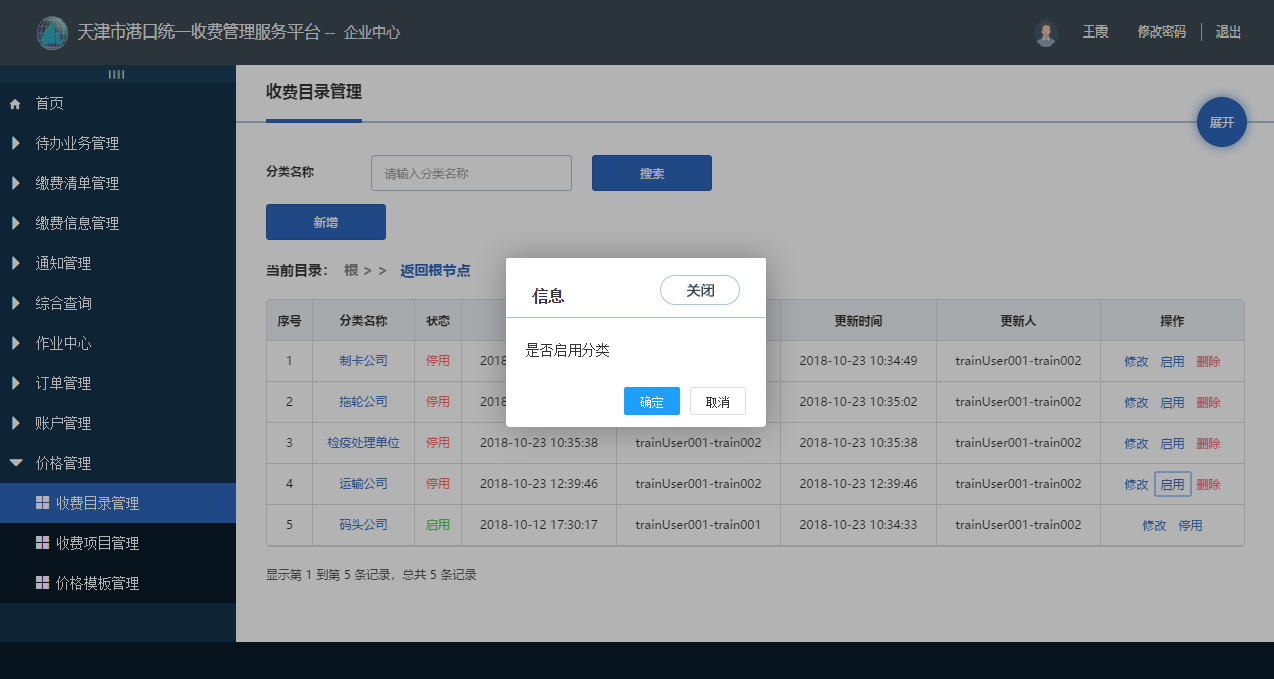 天津市港口统一收费管理服务平台 -- 企业中心
王霞 修改密码 退出
首页
待办业务管理
缴费清单管理
缴费信息管理
通知管理
综合查询
作业中心
订单管理
账户管理
价格管理
收费目录管理
收费项目管理
价格模板管理
收费目录管理
展开
分类名称 请输入分类名称 搜索
新增
当前目录: 根 > > 返回根节点
信息 关闭
是否启用分类
确定 取消
序号 分类名称 状态 更新时间 更新人 操作
1 制卡公司 停用 2018 2018-10-23 10:34:49 trainUser001-train002 修改 启用 删除
2 拖轮公司 停用 2018 2018-10-23 10:35:02 trainUser001-train002 修改 启用 删除
3 检疫处理单位 停用 2018-10-23 10:35:38 trainUser001-train002 2018-10-23 10:35:38 trainUser001-train002 修改 启用 删除
4 运输公司 停用 2018-10-23 12:39:46 trainUser001-train002 2018-10-23 12:39:46 trainUser001-train002 修改 启用 删除
5 码头公司 启用 2018-10-12 17:30:17 trainUser001-train001 2018-10-23 10:34:33 trainUser001-train002 修改 停用
显示第 1 到第 5 条记录，总共 5 条记录